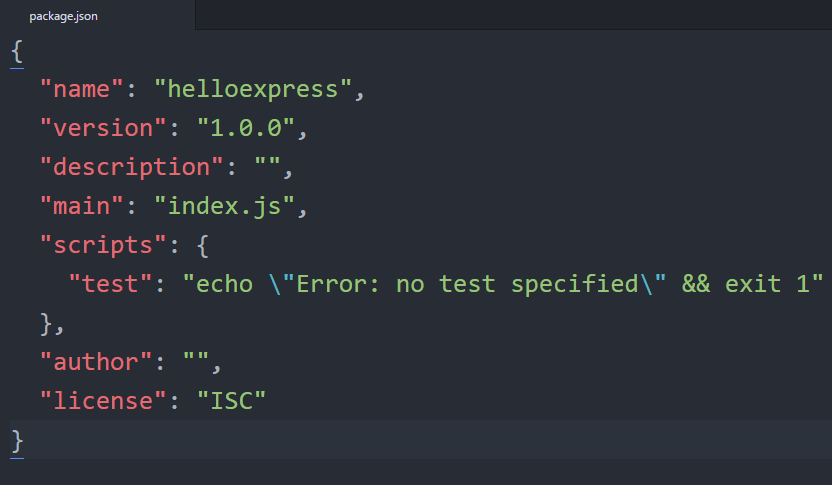 package.json
{
  "name": "helloexpress",
  "version": "1.0.0",
  "description": "",
  "main": "index.js",
  "scripts": {
    "test": "echo \"Error: no test specified\" && exit 1"
  },
  "author": "",
  "license": "ISC"
}